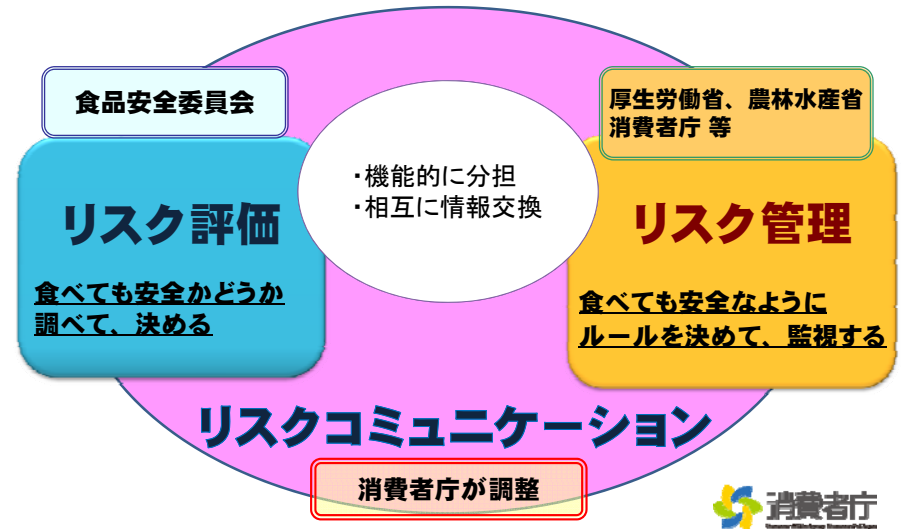 食品安全委員会
リスク評価
食べても安全かどうか
調べて、決める
・機能的に分担
・相互に情報交換
厚生労働省、農林水産省
消費者庁 等
リスク管理
食べても安全なように
ルールを決めて、監視する
リスクコミュニケーション
消費者庁が調整
消費者庁